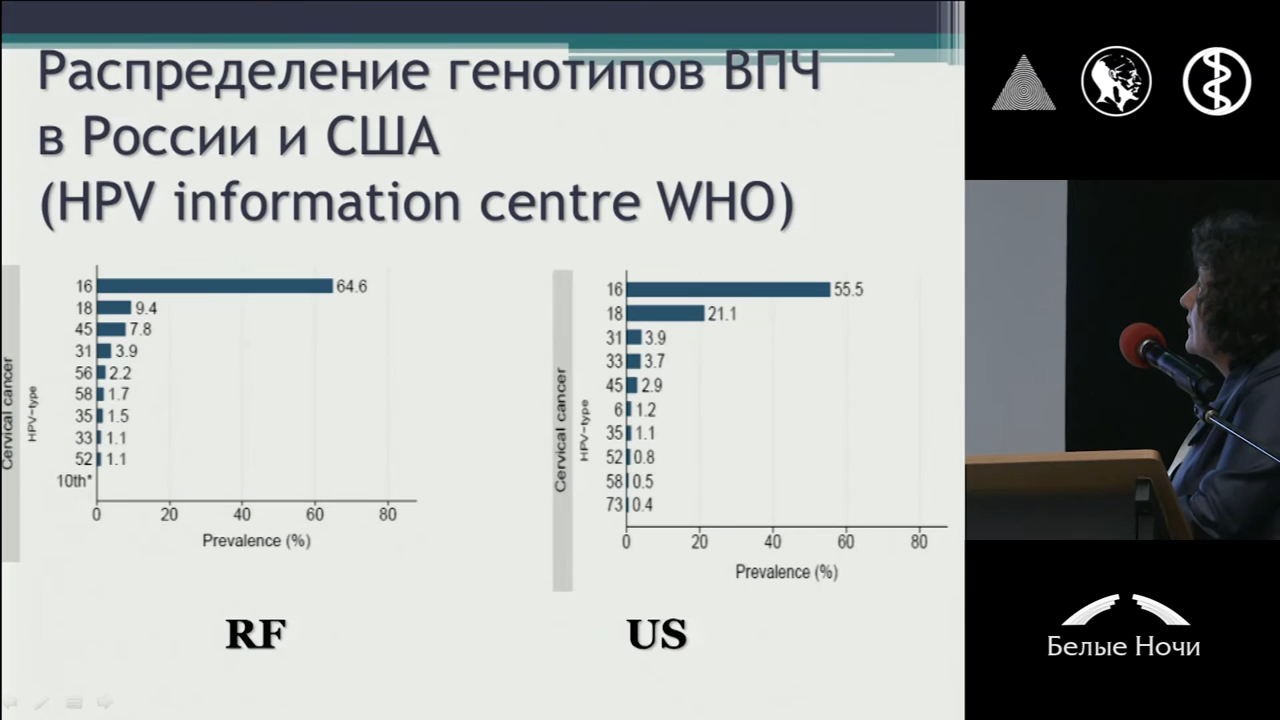 Распределение генотипов ВПЧ
в России и США
(HPV information centre WHO)
Cervical cancer
HPV-type
16 64.6
18 9.4
45 7.8
31 3.9
56 2.2
58 1.7
35 1.5
33 1.1
52 1.1
10th*
0 20 40 60 80
Prevalence (%)
RF
Cervical cancer
HPV-type
16 55.5
18 21.1
31 3.9
33 3.7
45 2.9
6 1.2
35 1.1
52 0.8
58 0.5
73 0.4
0 20 40 60 80
Prevalence (%)
US
Белые Ночи